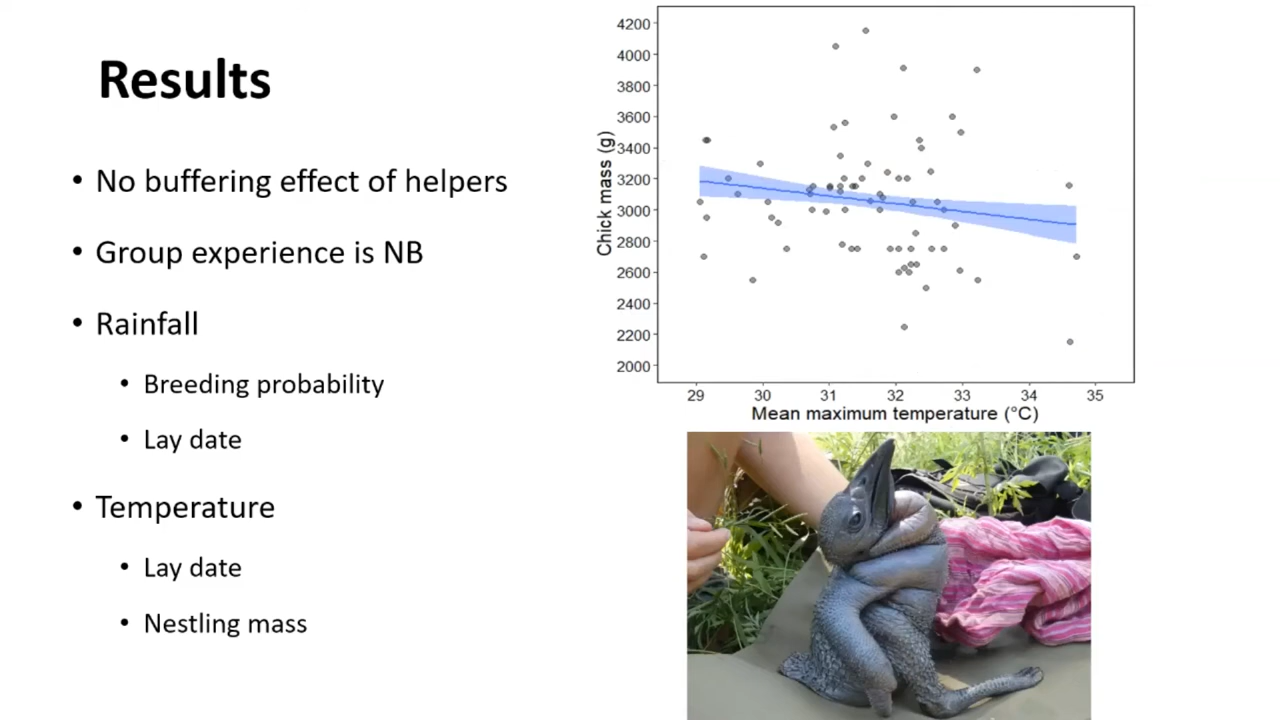 Results
• No buffering effect of helpers
• Group experience is NB
• Rainfall
• Breeding probability
• Lay date
• Temperature
• Lay date
• Nestling mass
Chick mass (g)
4200
4000
3800
3600
3400
3200
3000
2800
2600
2400
2200
2000
29 30 31 32 33 34 35
Mean maximum temperature (°C)